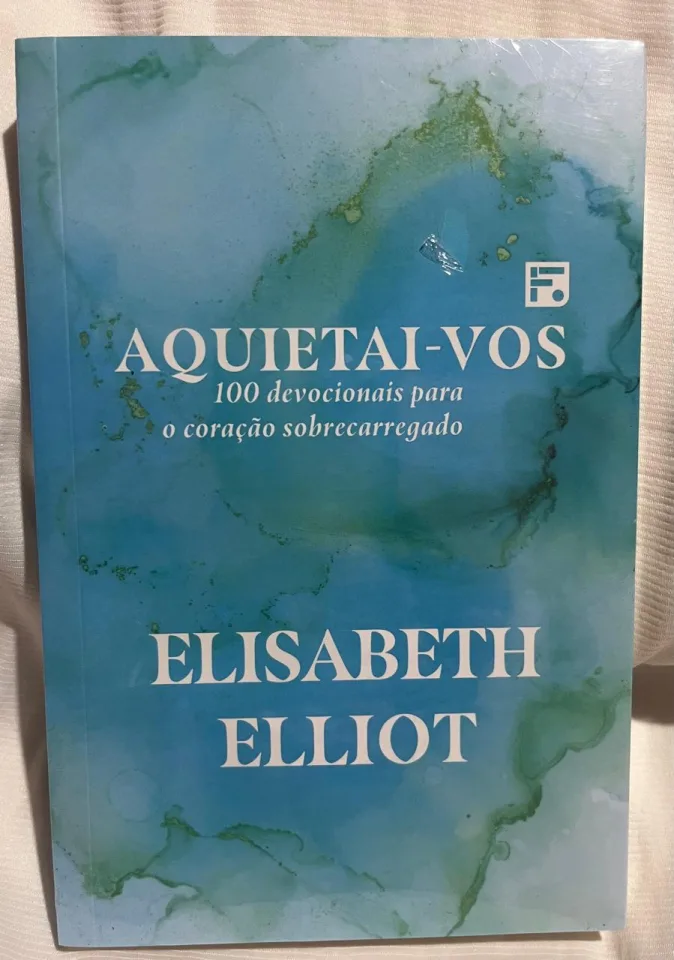 AQUIETAI-VOS
100 devocionais para
o coração sobrecarregado
ELISABETH
ELLIOT